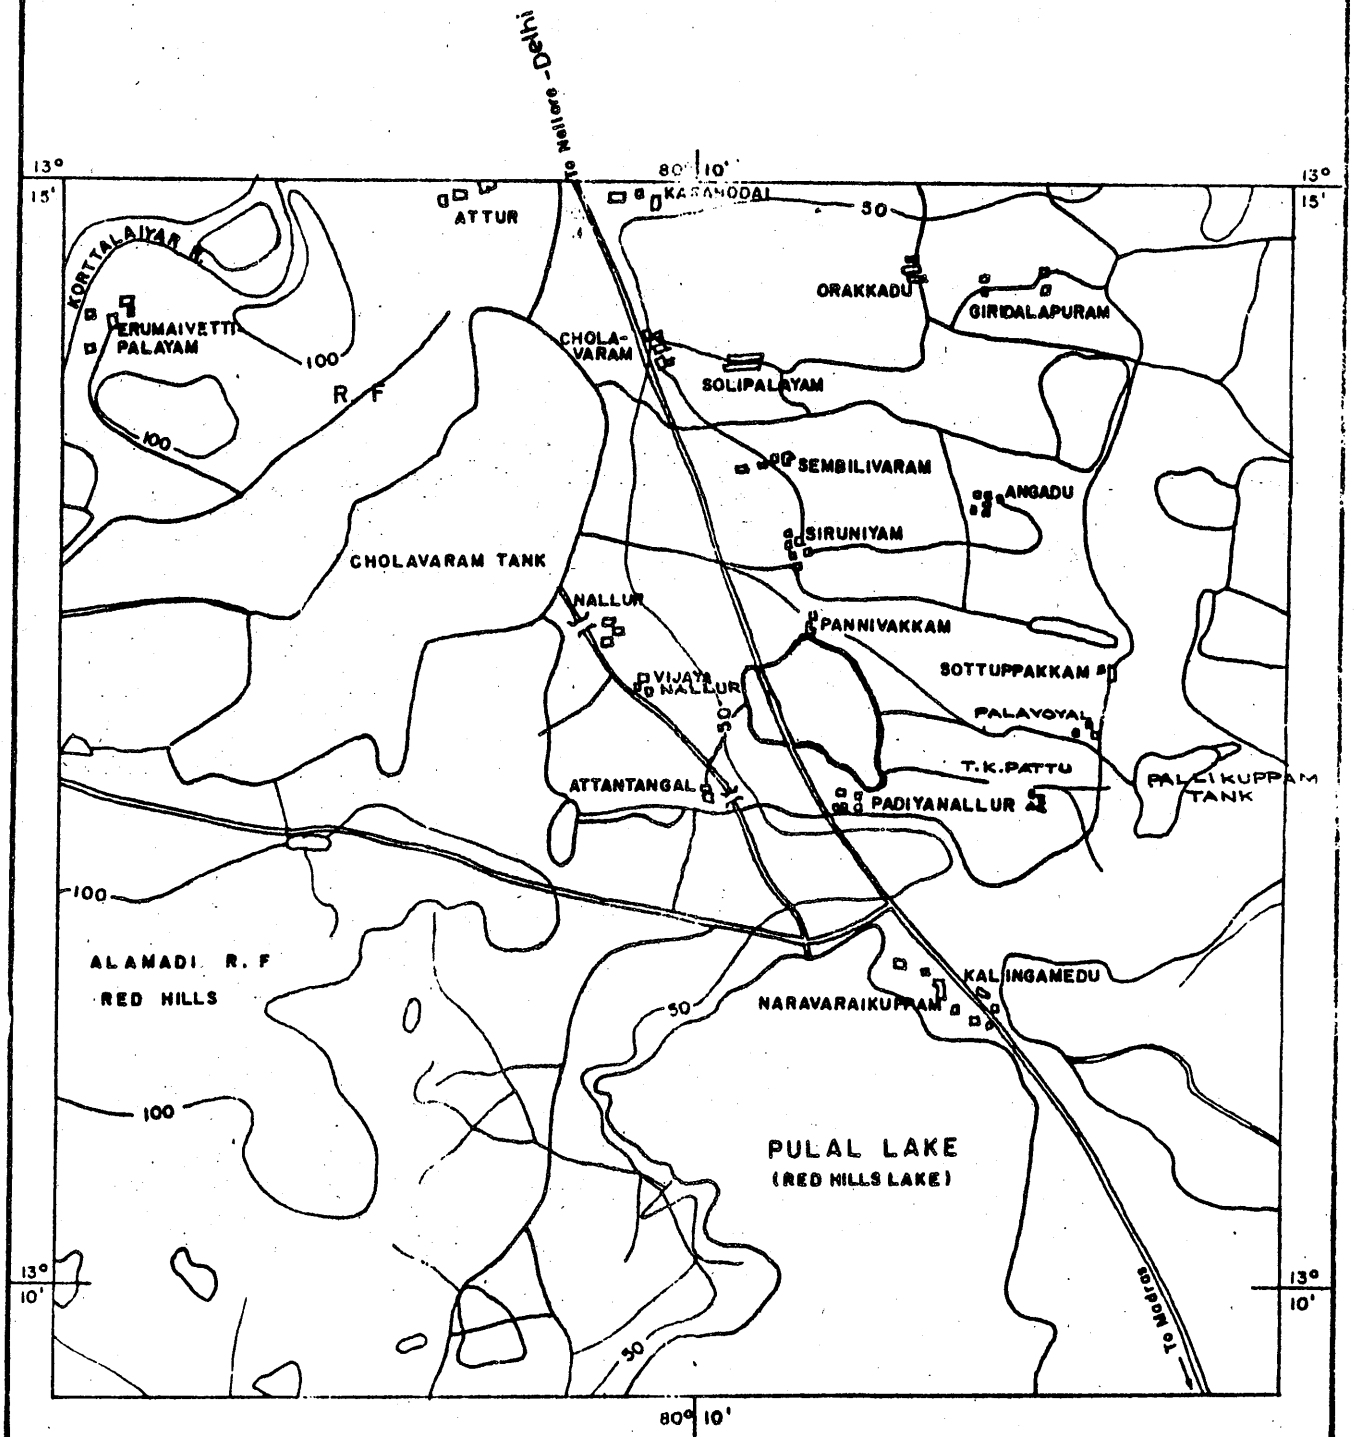 To Nellore - Delhi
13° 80° 10' 13°
15' 15'
KARANODAI
ATTUR
50
KORTTALAIYAR R.
ORAKKADU
GIRIDALAPURAM
ERUMAIVETTI-
PALAYAM
CHOLA-
VARAM
100
SOLIPALAYAM
R. F
100
SEMBILIVARAM
ANGADU
SIRUNIYAM
CHOLAVARAM TANK
NALLUR
PANNIVAKKAM
SOTTUPPAKKAM
VIJAYA
NALLUR
50
PALAVOYAL
T.K.PATTU
PALLIKUPPAM
TANK
ATTANTANGAL
PADIYANALLUR
100
ALAMADI R. F
RED HILLS
KALINGAMEDU
NARAVARAIKUPPAM
50
100
PULAL LAKE
(RED HILLS LAKE)
13° 13°
10' 10'
To Madras
50
80° 10'